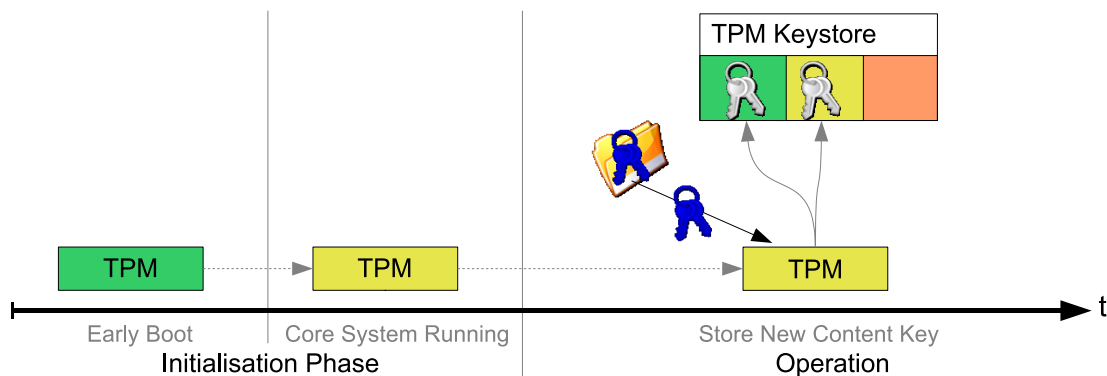 TPM Keystore
TPM
TPM
TPM
t
Early Boot
Core System Running
Store New Content Key
Initialisation Phase
Operation